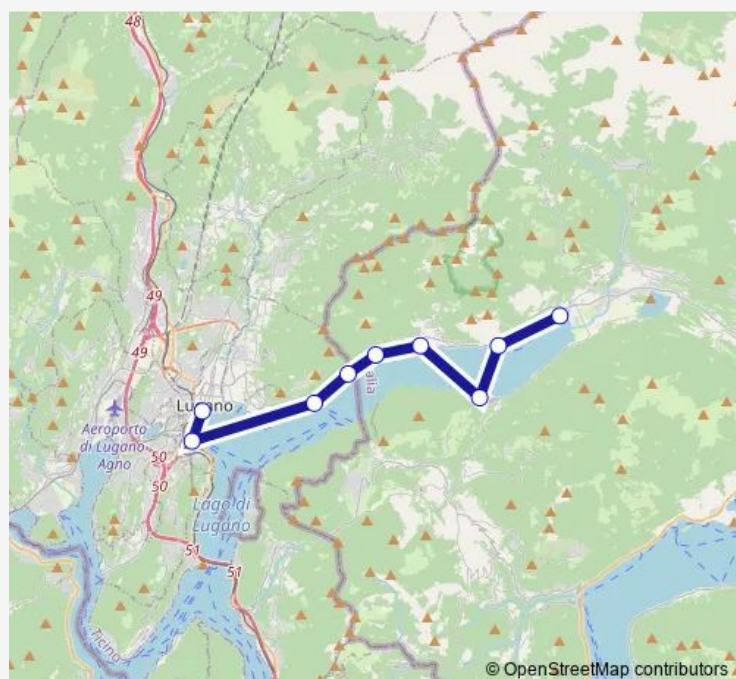 48
49
49
Lugano
Aeroporto
di Lugano
Agno
50
50
Lago di
Lugano
51
51
Ticino
© OpenStreetMap contributors